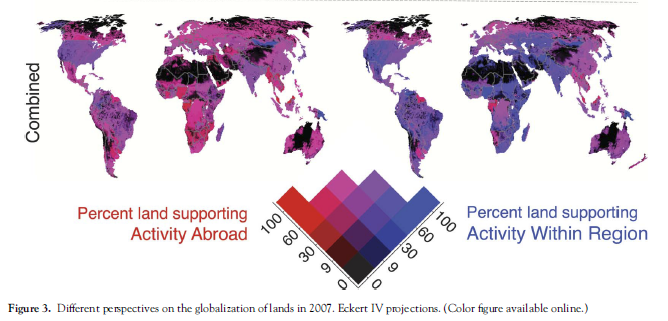 Combined
Percent land supporting
Activity Abroad
100
60
30
6
0
Percent land supporting
Activity Within Region
100
60
30
6
0
Figure 3. Different perspectives on the globalization of lands in 2007. Eckert IV projections. (Color figure available online.)